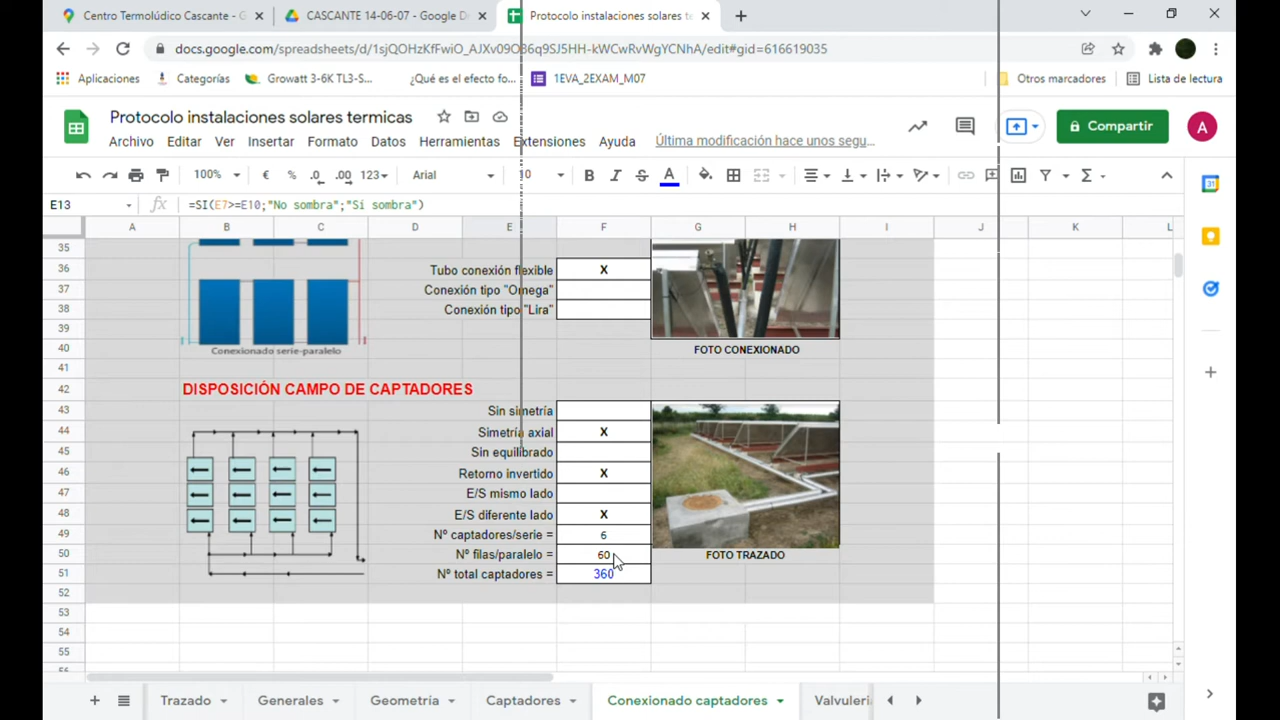 Centro Termolúdico Cascante - G
CASCANTE 14-06-07 - Google D
Protocolo instalaciones solares te
docs.google.com/spreadsheets/d/1sjQOHzKfFwiO_AJXv09O36q9SJ5HH-kWCwRvWgYCNhA/edit#gid=616619035
Aplicaciones
Categorías
Growatt 3-6K TL3-S...
¿Qué es el efecto fo...
1EVA_2EXAM_M07
Otros marcadores
Lista de lectura
Protocolo instalaciones solares termicas
Archivo Editar Ver Insertar Formato Datos Herramientas Extensiones Ayuda
Última modificación hace unos segu...
Compartir
A
100% € % .0 .00 123 Arial 10 B I S A
E13 fx =SI(E7>=E10;"No sombra";"Si sombra")
A B C D E F G H I J K L
35
36 Tubo conexión flexible X
37 Conexión tipo "Omega"
38 Conexión tipo "Lira"
39
40 Conexionado serie-paralelo FOTO CONEXIONADO
41
42 DISPOSICIÓN CAMPO DE CAPTADORES
43 Sin simetría
44 Simetría axial X
45 Sin equilibrado
46 Retorno invertido X
47 E/S mismo lado
48 E/S diferente lado X
49 Nº captadores/serie = 6
50 Nº filas/paralelo = 60 FOTO TRAZADO
51 Nº total captadores = 360
52
53
54
55
56
Trazado Generales Geometría Captadores Conexionado captadores Valvulerí